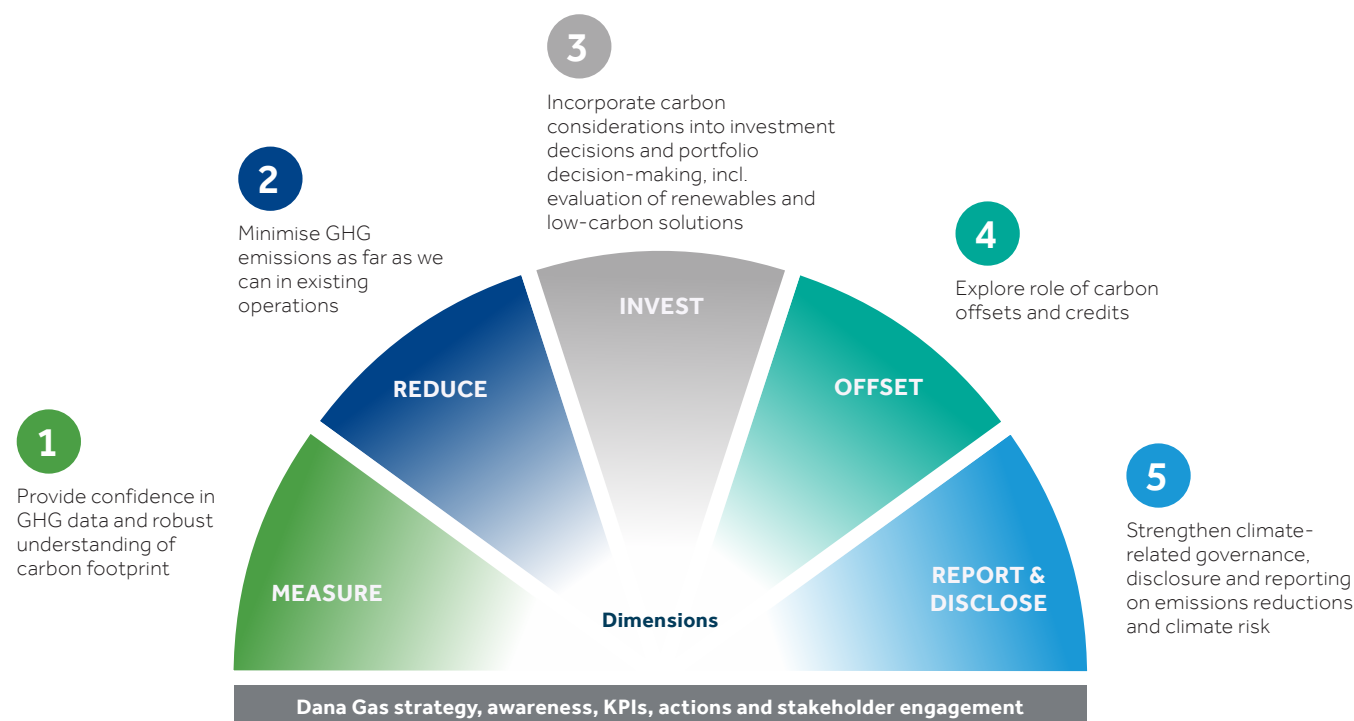 1
Provide confidence in
GHG data and robust
understanding of
carbon footprint
MEASURE
2
Minimise GHG
emissions as far as we
can in existing
operations
REDUCE
3
Incorporate carbon
considerations into investment
decisions and portfolio
decision-making, incl.
evaluation of renewables and
low-carbon solutions
INVEST
4
Explore role of carbon
offsets and credits
OFFSET
5
Strengthen climate-
related governance,
disclosure and reporting
on emissions reductions
and climate risk
REPORT &
DISCLOSE
Dimensions
Dana Gas strategy, awareness, KPIs, actions and stakeholder engagement